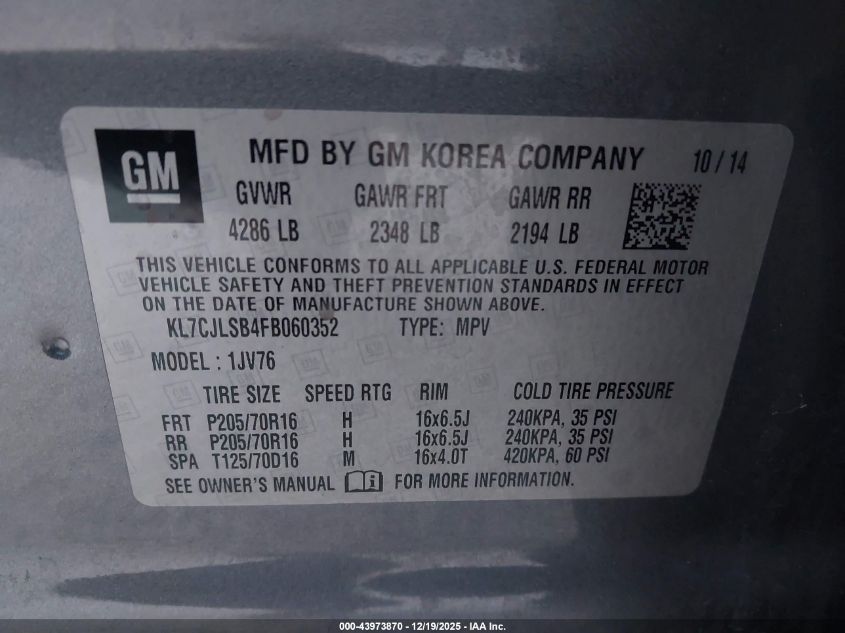 GM
MFD BY GM KOREA COMPANY 10 / 14
GVWR GAWR FRT GAWR RR
4286 LB 2348 LB 2194 LB
THIS VEHICLE CONFORMS TO ALL APPLICABLE U.S. FEDERAL MOTOR
VEHICLE SAFETY AND THEFT PREVENTION STANDARDS IN EFFECT
ON THE DATE OF MANUFACTURE SHOWN ABOVE.
KL7CJLSB4FB060352 TYPE: MPV
MODEL : 1JV76
TIRE SIZE SPEED RTG RIM COLD TIRE PRESSURE
FRT P205/70R16 H 16x6.5J 240KPA, 35 PSI
RR P205/70R16 H 16x6.5J 240KPA, 35 PSI
SPA T125/70D16 M 16x4.0T 420KPA, 60 PSI
SEE OWNER'S MANUAL i FOR MORE INFORMATION.
000-43973870 - 12/19/2025 - IAA Inc.